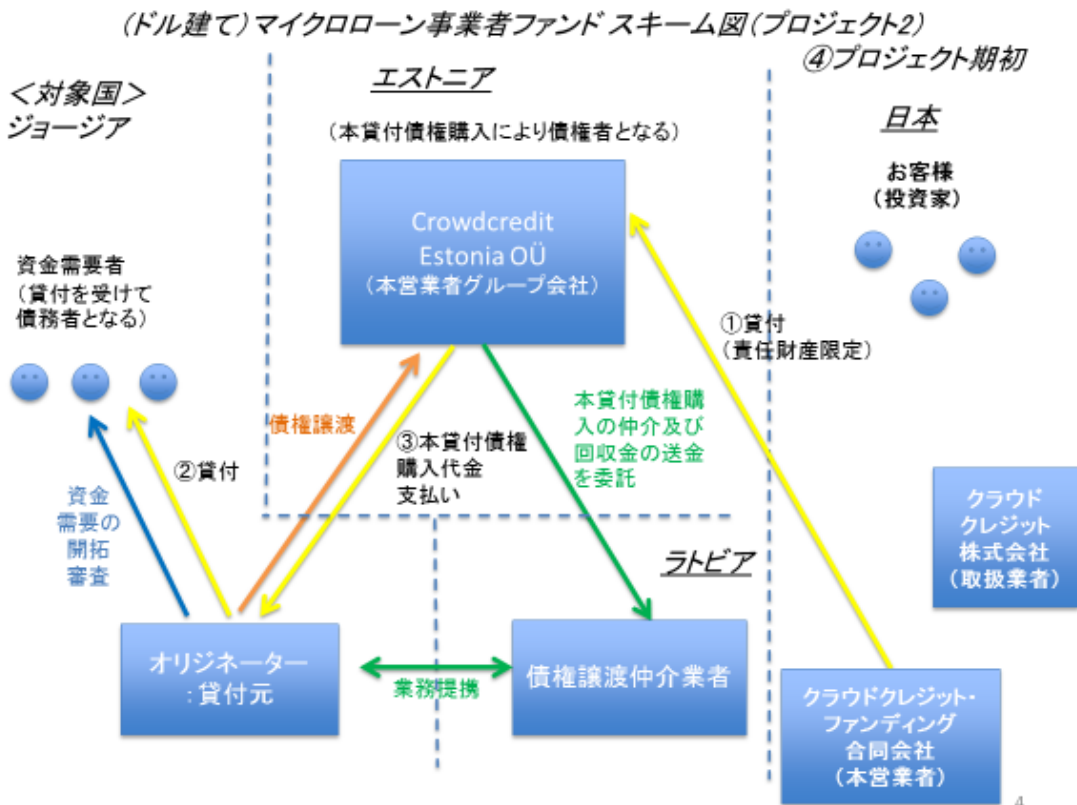 (ドル建て)マイクロローン事業者ファンド スキーム図(プロジェクト2)
④プロジェクト期初
<対象国>
ジョージア
エストニア
日本
(本貸付債権購入により債権者となる)
お客様
(投資家)
Crowdcredit
Estonia OÜ
(本営業者グループ会社)
資金需要者
(貸付を受けて
債務者となる)
①貸付
(責任財産限定)
債権譲渡
③本貸付債権
購入代金
支払い
本貸付債権購
入の仲介及び
回収金の送金
を委託
②貸付
資金
需要の
開拓
審査
クラウド
クレジット
株式会社
(取扱業者)
ラトビア
オリジネーター
:貸付元
業務提携
債権譲渡仲介業者
クラウドクレジット・
ファンディング
合同会社
(本営業者)
4